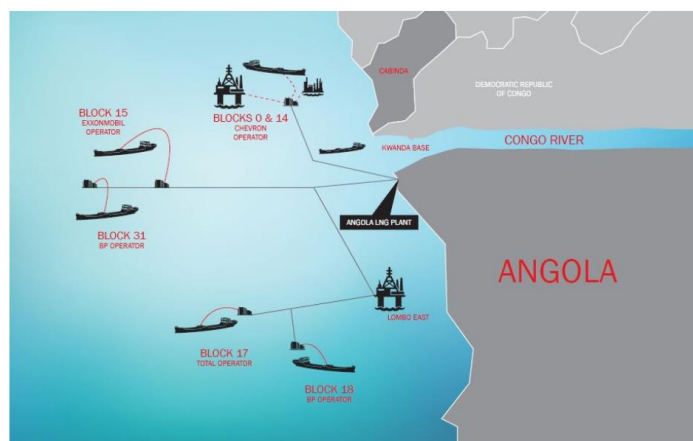 CABINDA
DEMOCRATIC REPUBLIC
OF CONGO
BLOCK 15
EXXONMOBIL
OPERATOR
BLOCKS 0 & 14
CHEVRON
OPERATOR
KWANDA BASE
CONGO RIVER
ANGOLA LNG PLANT
BLOCK 31
BP OPERATOR
ANGOLA
LOMBO EAST
BLOCK 17
TOTAL OPERATOR
BLOCK 18
BP OPERATOR